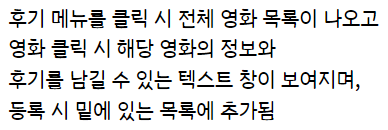 후기 메뉴를 클릭 시 전체 영화 목록이 나오고
영화 클릭 시 해당 영화의 정보와
후기를 남길 수 있는 텍스트 창이 보여지며,
등록 시 밑에 있는 목록에 추가됨